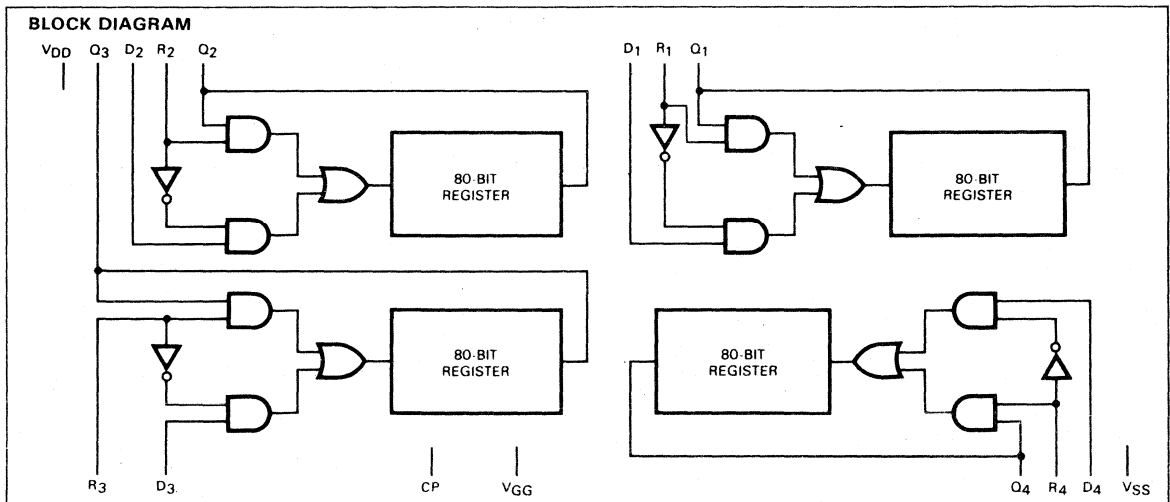 BLOCK DIAGRAM
VDD Q3 D2 R2 Q2 D1 R1 Q1
80-BIT
REGISTER
80-BIT
REGISTER
80-BIT
REGISTER
80-BIT
REGISTER
R3 D3 CP VGG Q4 R4 D4 VSS